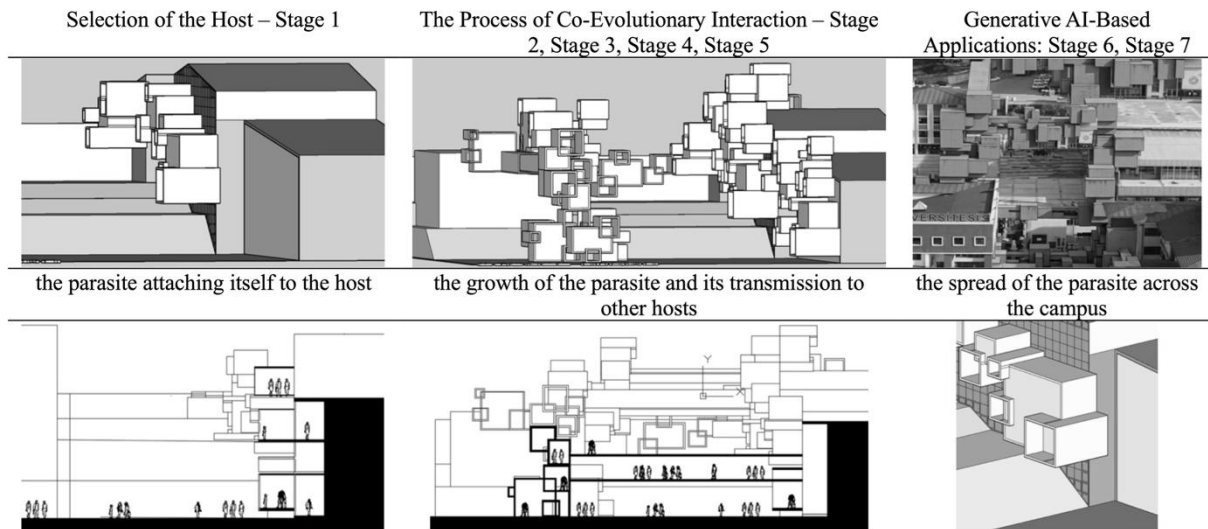 Selection of the Host – Stage 1
The Process of Co-Evolutionary Interaction – Stage
2, Stage 3, Stage 4, Stage 5
Generative AI-Based
Applications: Stage 6, Stage 7
VERSITESIS
the parasite attaching itself to the host
the growth of the parasite and its transmission to
other hosts
the spread of the parasite across
the campus
Y
X